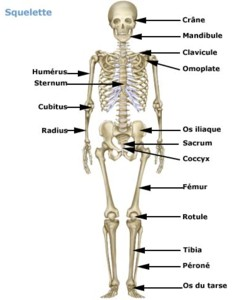 Squelette
Crâne
Mandibule
Clavicule
Omoplate
Humérus
Sternum
Cubitus
Radius
Os iliaque
Sacrum
Coccyx
Fémur
Rotule
Tibia
Péroné
Os du tarse